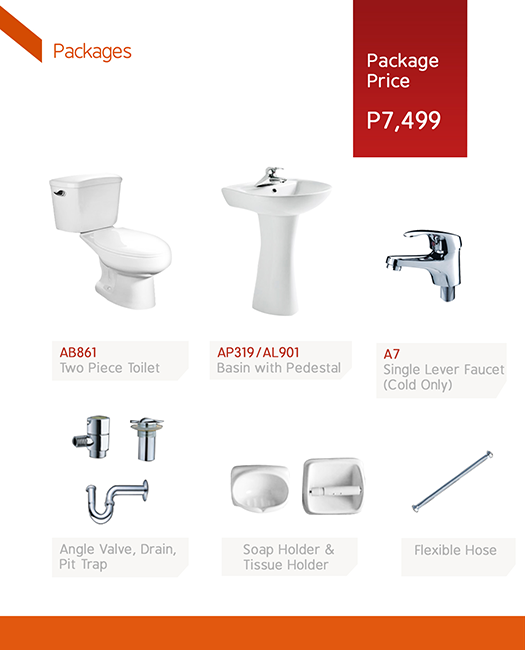 Packages
Package
Price
P7,499
AB861
Two Piece Toilet
AP319/AL901
Basin with Pedestal
A7
Single Lever Faucet
(Cold Only)
Angle Valve, Drain,
Pit Trap
Soap Holder &
Tissue Holder
Flexible Hose